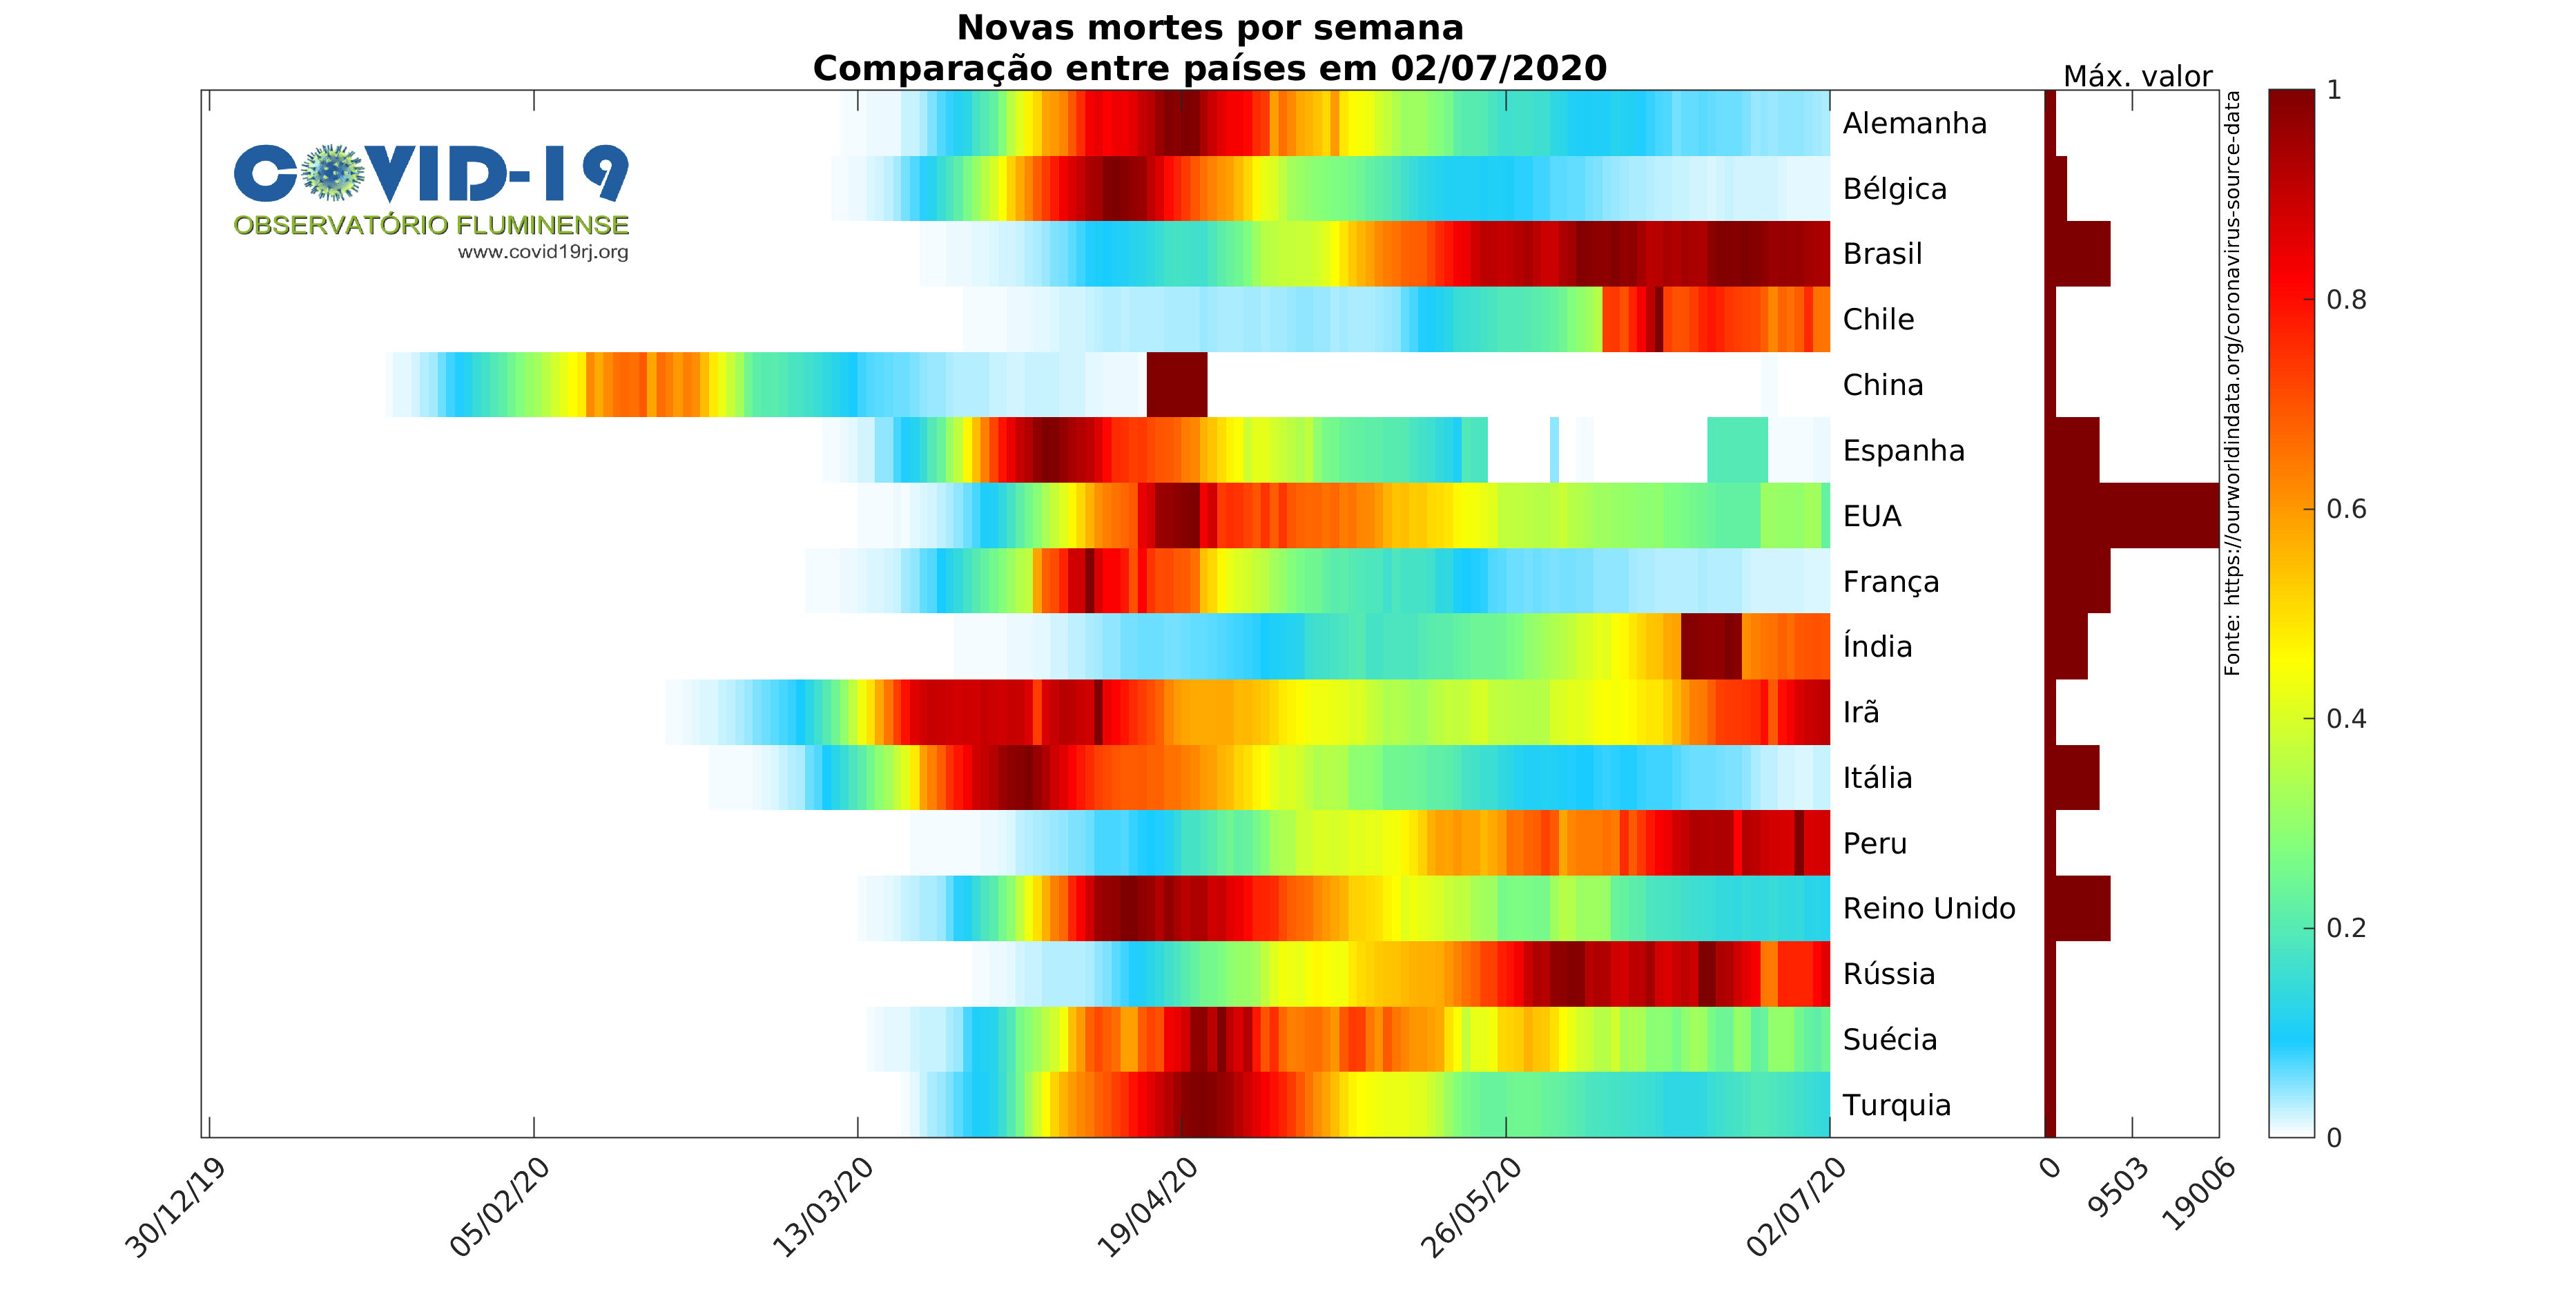 Novas mortes por semana
Comparação entre países em 02/07/2020
Máx. valor
COVID-19
OBSERVATÓRIO FLUMINENSE
www.covid19rj.org
Alemanha
Bélgica
Brasil
Chile
China
Espanha
EUA
França
Índia
Irã
Itália
Peru
Reino Unido
Rússia
Suécia
Turquia
Fonte: https://ourworldindata.org/coronavirus-source-data
1
0.8
0.6
0.4
0.2
0
30/12/19
05/02/20
13/03/20
19/04/20
26/05/20
02/07/20
0
9503
19006